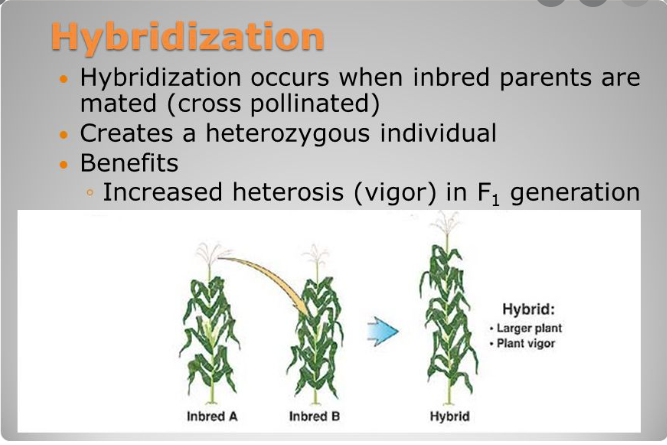 Hybridization
• Hybridization occurs when inbred parents are
mated (cross pollinated)
• Creates a heterozygous individual
• Benefits
◦ Increased heterosis (vigor) in F₁ generation
Hybrid:
• Larger plant
• Plant vigor
Inbred A
Inbred B
Hybrid